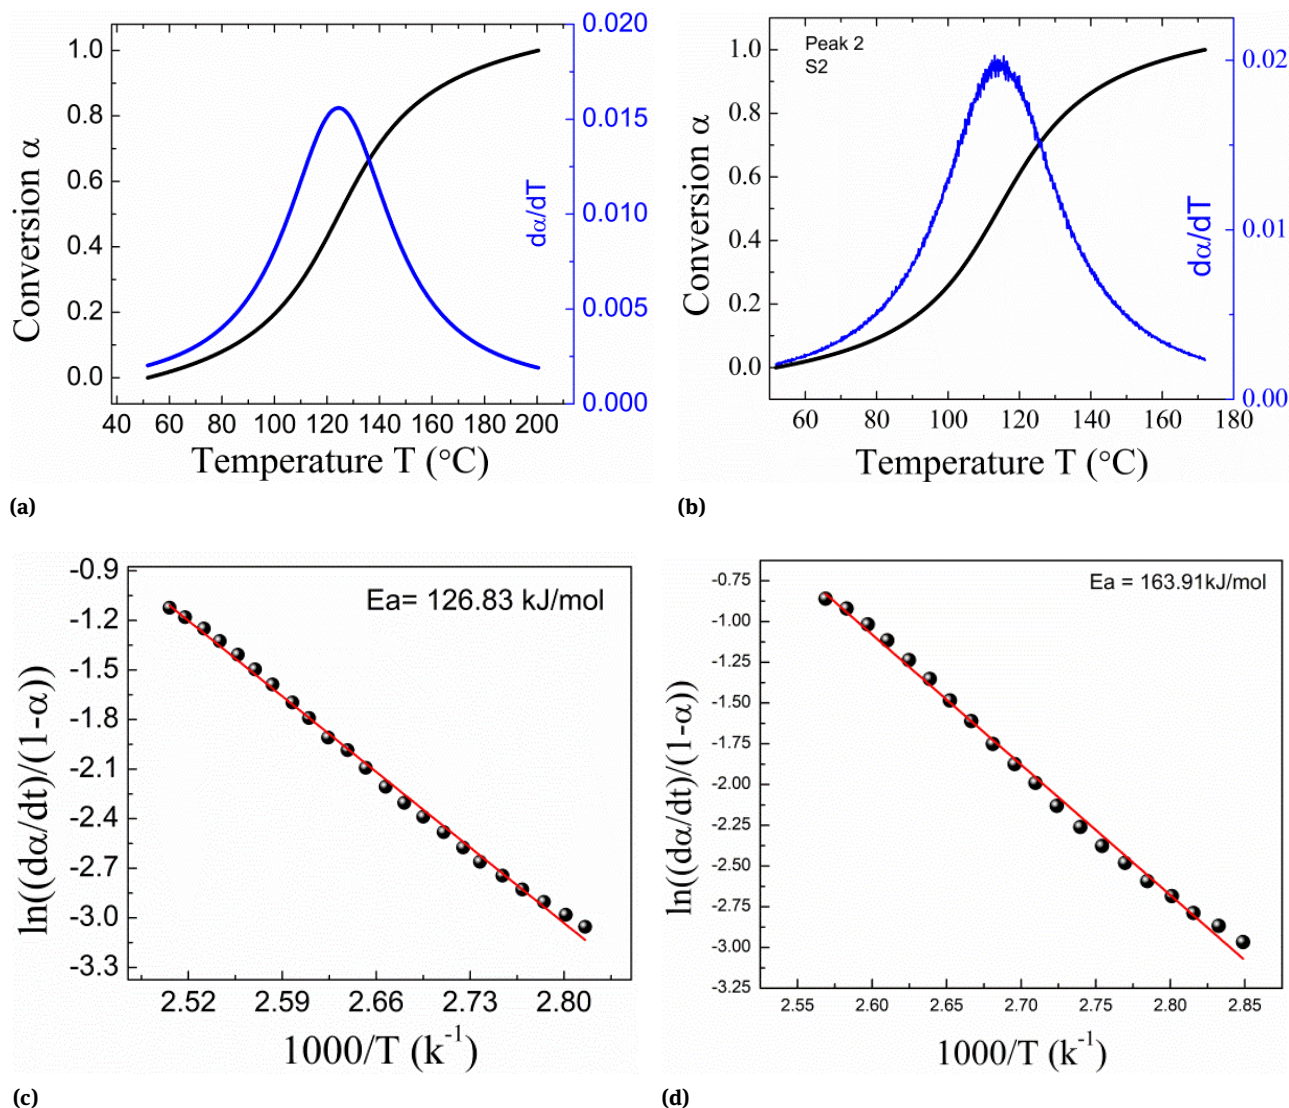 1.0
0.8
0.6
0.4
0.2
0.0
Conversion α
40 60 80 100 120 140 160 180 200
Temperature T (°C)
0.020
0.015
0.010
0.005
0.000
dα/dT
(a)
Peak 2
S2
1.0
0.8
0.6
0.4
0.2
0.0
Conversion α
60 80 100 120 140 160 180
Temperature T (°C)
0.02
0.01
0.00
dα/dT
(b)
Ea= 126.83 kJ/mol
-0.9
-1.2
-1.5
-1.8
-2.1
-2.4
-2.7
-3.0
-3.3
ln((dα/dt)/(1-α))
2.52 2.59 2.66 2.73 2.80
1000/T (k⁻¹)
(c)
Ea = 163.91kJ/mol
-0.75
-1.00
-1.25
-1.50
-1.75
-2.00
-2.25
-2.50
-2.75
-3.00
-3.25
ln((dα/dt)/(1-α))
2.55 2.60 2.65 2.70 2.75 2.80 2.85
1000/T (k⁻¹)
(d)